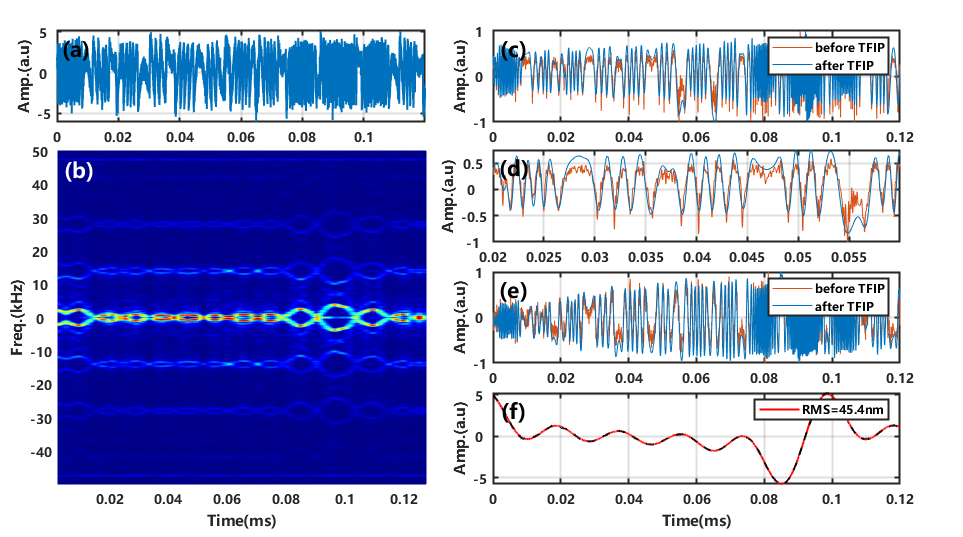 (a)
Amp.(a.u)
5
0
-5
0 0.02 0.04 0.06 0.08 0.1
(b)
Freq.(kHz)
50
40
30
20
10
0
-10
-20
-30
-40
0.02 0.04 0.06 0.08 0.1 0.12
Time(ms)
(c)
Amp.(a.u)
1
0
-1
before TFIP
after TFIP
0 0.02 0.04 0.06 0.08 0.1 0.12
(d)
Amp.(a.u)
0.5
0
-0.5
-1
0.02 0.025 0.03 0.035 0.04 0.045 0.05 0.055
(e)
Amp.(a.u)
1
0
-1
before TFIP
after TFIP
0 0.02 0.04 0.06 0.08 0.1 0.12
(f)
Amp.(a.u)
5
0
-5
RMS=45.4nm
0 0.02 0.04 0.06 0.08 0.1 0.12
Time(ms)